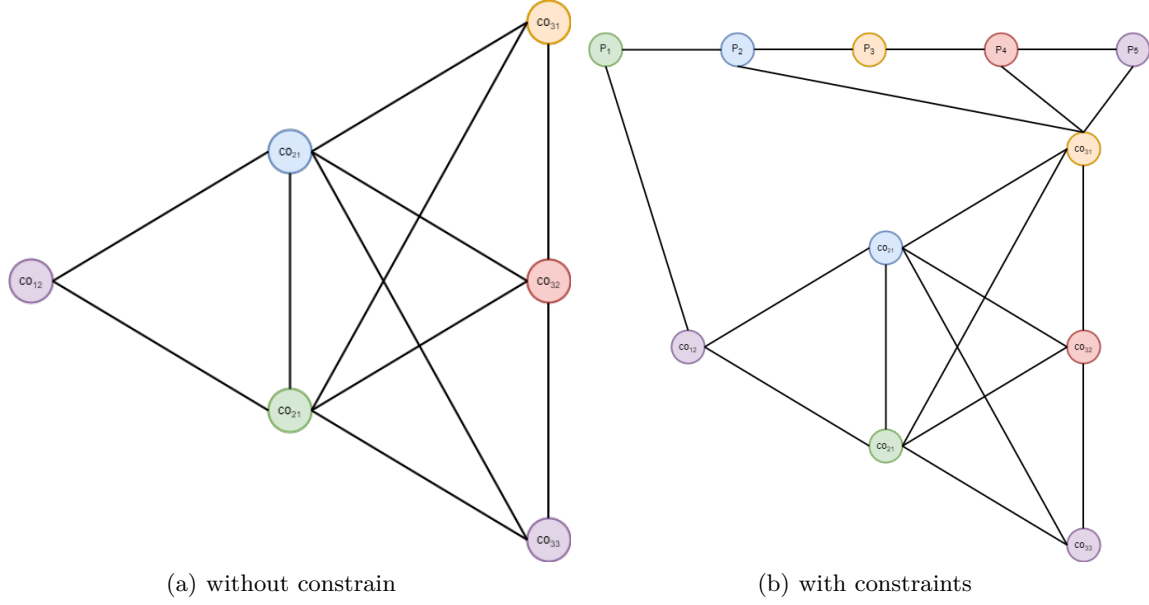 co₃₁
co₂₁
co₁₂
co₃₂
co₂₁
co₃₃
(a) without constrain
P₁ P₂ P₃ P₄ P₅
co₃₁
co₂₁
co₁₂
co₃₂
co₂₁
co₃₃
(b) with constraints